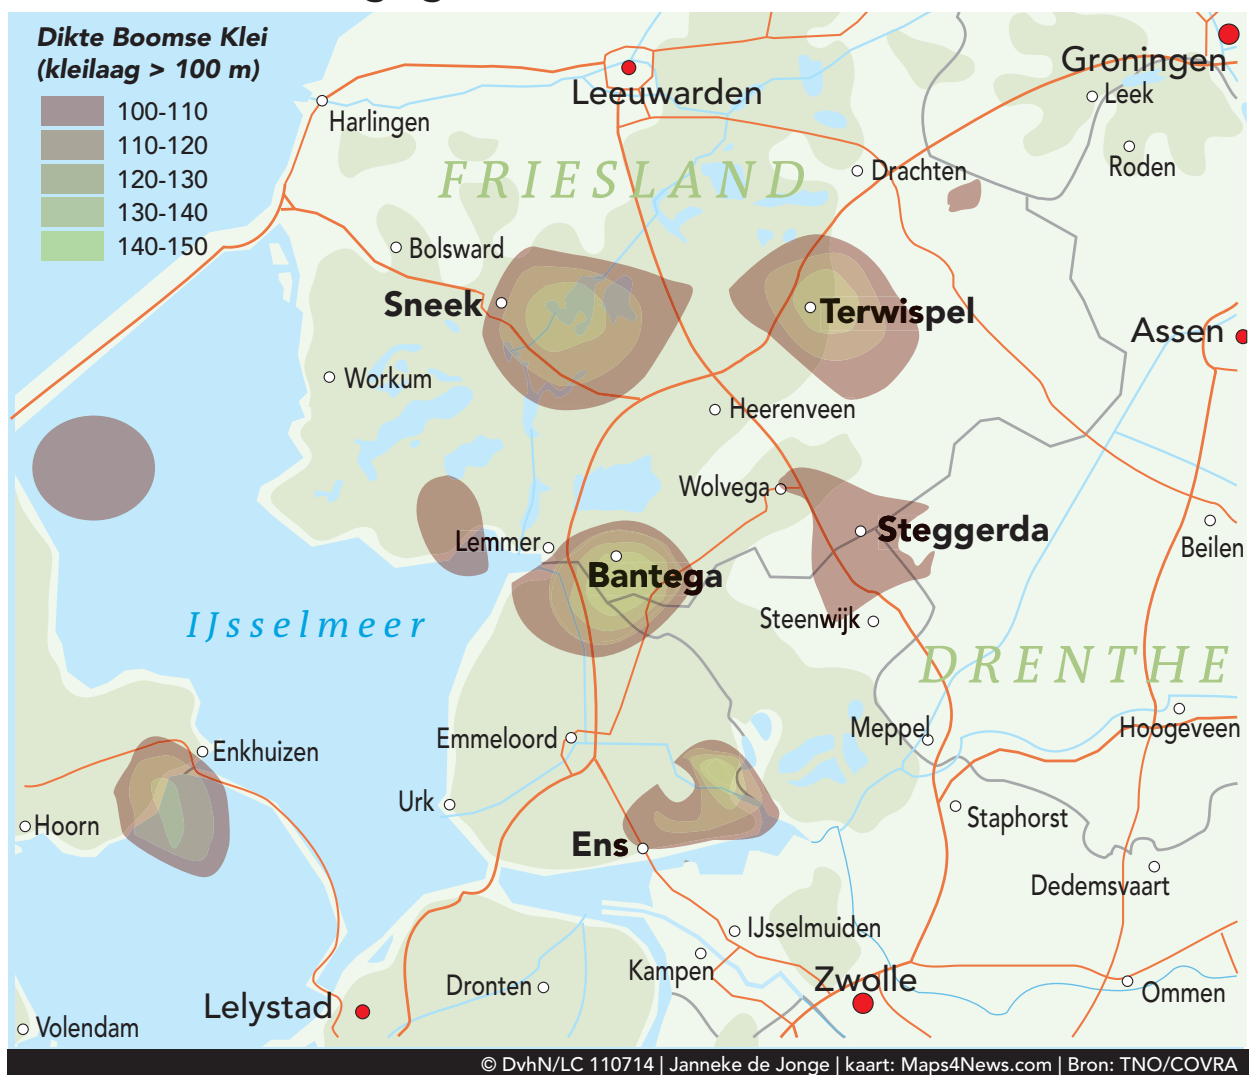 Dikte Boomse Klei
(kleilaag > 100 m)
100-110
110-120
120-130
130-140
140-150
Groningen
Leeuwarden
Leek
Harlingen
Roden
FRIESLAND
Drachten
Bolsward
Sneek
Terwispel
Assen
Workum
Heerenveen
Wolvega
Steggerda
Lemmer
Beilen
Bantega
IJsselmeer
Steenwijk
DRENTHE
Meppel
Hoogeveen
Emmeloord
Enkhuizen
Urk
Hoorn
Staphorst
Ens
Dedemsvaart
IJsselmuiden
Kampen
Zwolle
Dronten
Ommen
Lelystad
Volendam
© DvhN/LC 110714 | Janneke de Jonge | kaart: Maps4News.com | Bron: TNO/COVRA